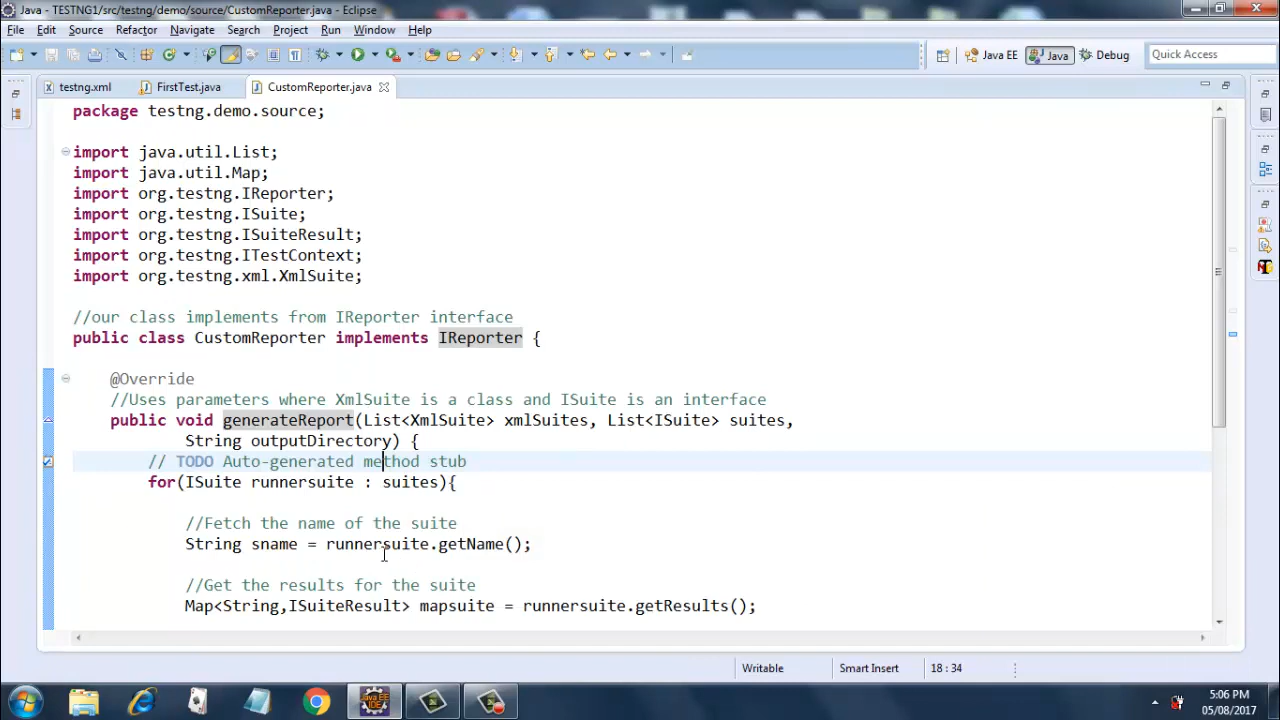 Java - TESTNG1/src/testng/demo/source/CustomReporter.java - Eclipse
File Edit Source Refactor Navigate Search Project Run Window Help
Java EE Java Debug Quick Access
testng.xml FirstTest.java CustomReporter.java
package testng.demo.source;
import java.util.List;
import java.util.Map;
import org.testng.IReporter;
import org.testng.ISuite;
import org.testng.ISuiteResult;
import org.testng.ITestContext;
import org.testng.xml.XmlSuite;
//our class implements from IReporter interface
public class CustomReporter implements IReporter {
@Override
//Uses parameters where XmlSuite is a class and ISuite is an interface
public void generateReport(List<XmlSuite> xmlSuites, List<ISuite> suites,
String outputDirectory) {
// TODO Auto-generated method stub
for(ISuite runnersuite : suites){
//Fetch the name of the suite
String sname = runnersuite.getName();
//Get the results for the suite
Map<String,ISuiteResult> mapsuite = runnersuite.getResults();
Writable Smart Insert 18 : 34
5:06 PM
05/08/2017